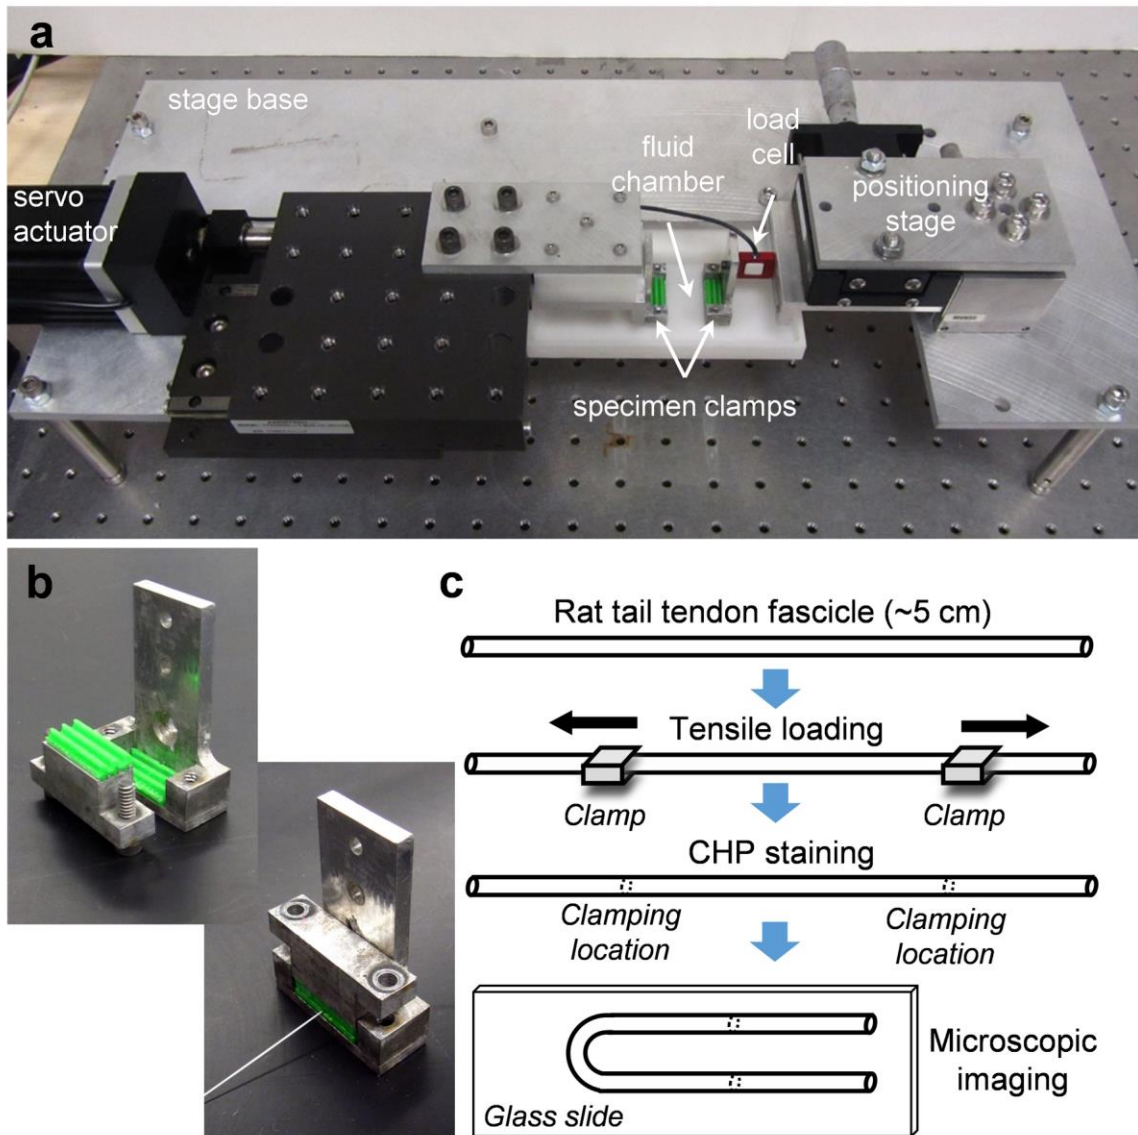 a
stage base
servo
actuator
fluid
chamber
load
cell
positioning
stage
specimen clamps
b
c
Rat tail tendon fascicle (~5 cm)
Tensile loading
Clamp
Clamp
CHP staining
Clamping
location
Clamping
location
Microscopic
imaging
Glass slide